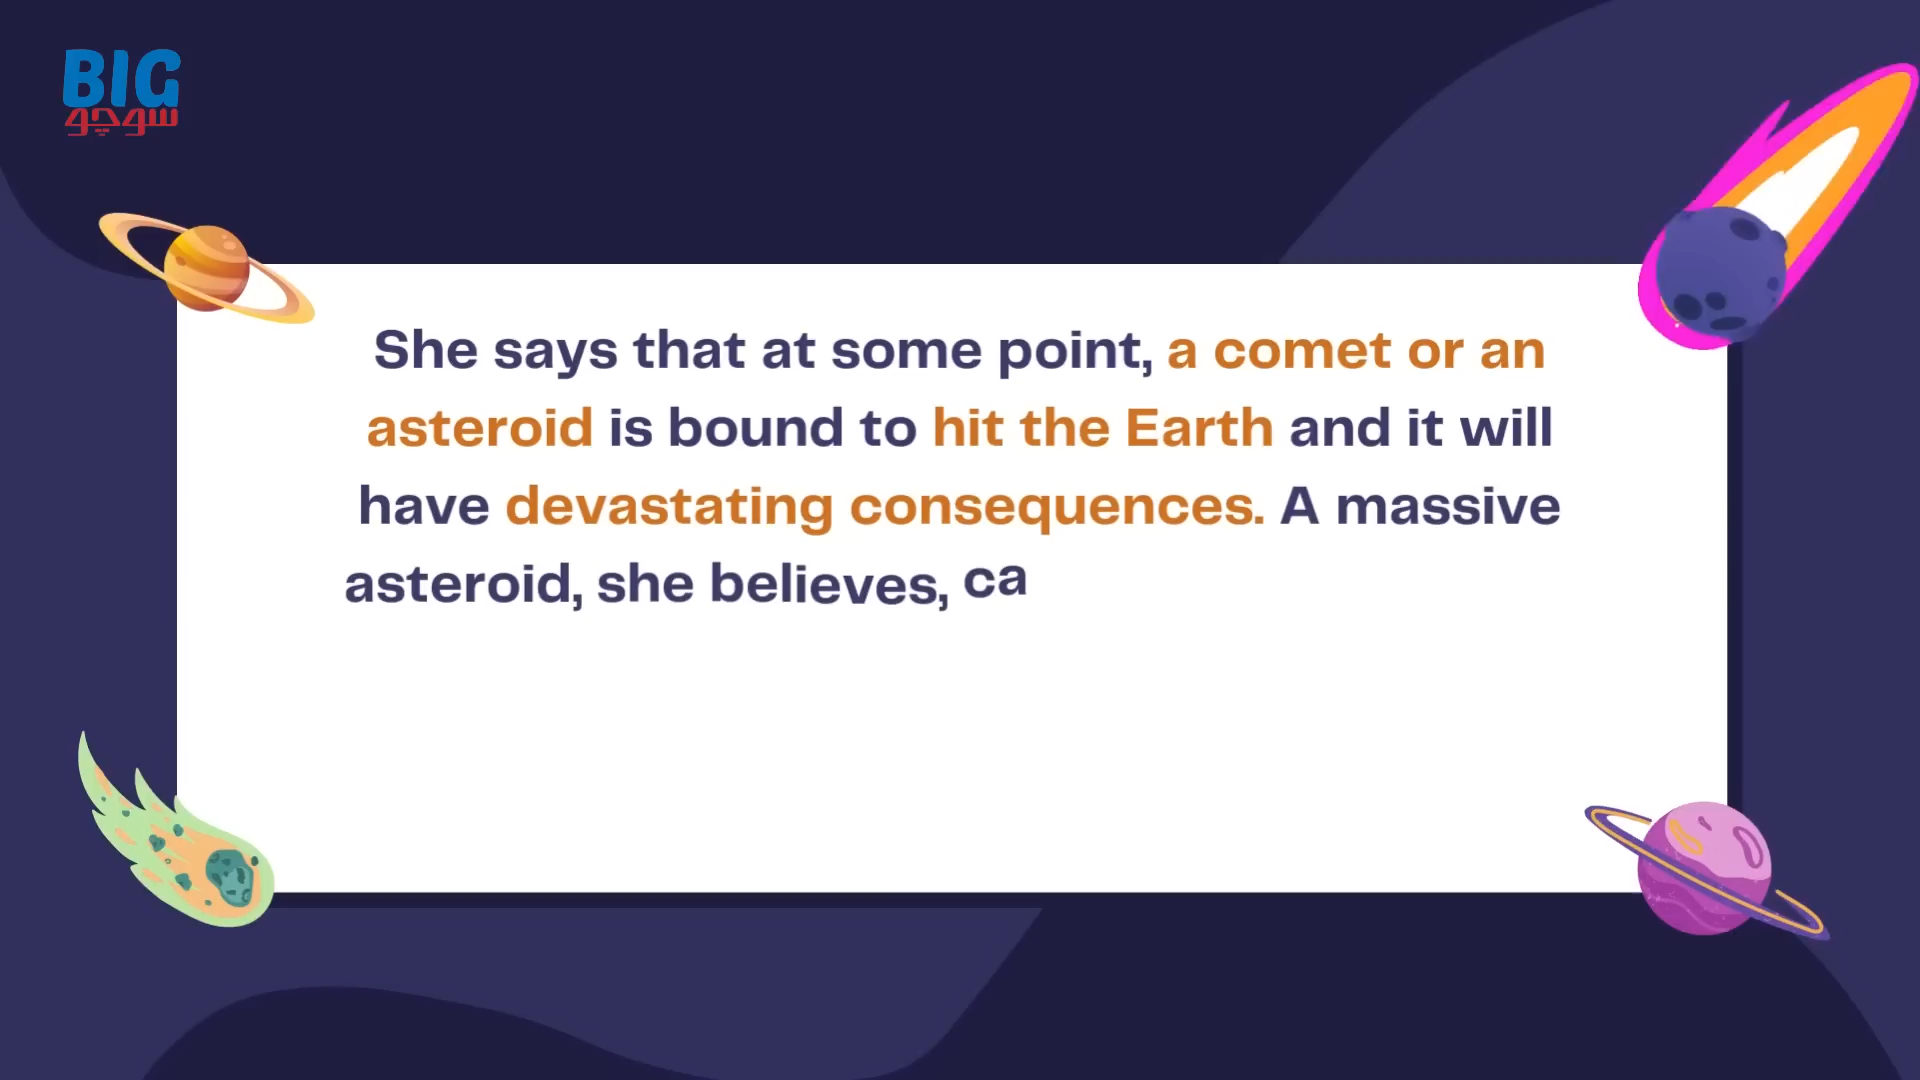 BIG
سوچو
She says that at some point, a comet or an
asteroid is bound to hit the Earth and it will
have devastating consequences. A massive
asteroid, she believes, ca